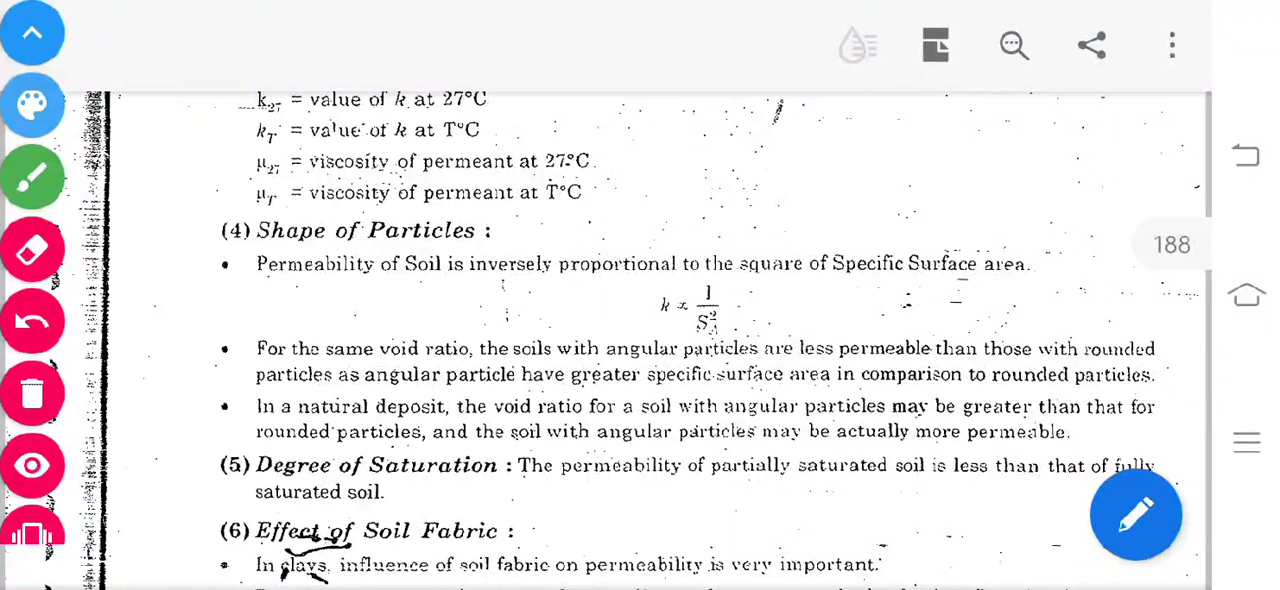 k₂₇ = value of k at 27°C
188
k_T = value of k at T°C
μ₂₇ = viscosity of permeant at 27°C.
μ_T = viscosity of permeant at T°C
(4) Shape of Particles :
• Permeability of Soil is inversely proportional to the square of Specific Surface area.
k ∝ 1/S_A²
• For the same void ratio, the soils with angular particles are less permeable than those with rounded
particles as angular particle have greater specific surface area in comparison to rounded particles.
• In a natural deposit, the void ratio for a soil with angular particles may be greater than that for
rounded particles, and the soil with angular particles may be actually more permeable.
(5) Degree of Saturation : The permeability of partially saturated soil is less than that of fully
saturated soil.
(6) Effect of Soil Fabric :
• In clays, influence of soil fabric on permeability is very important.